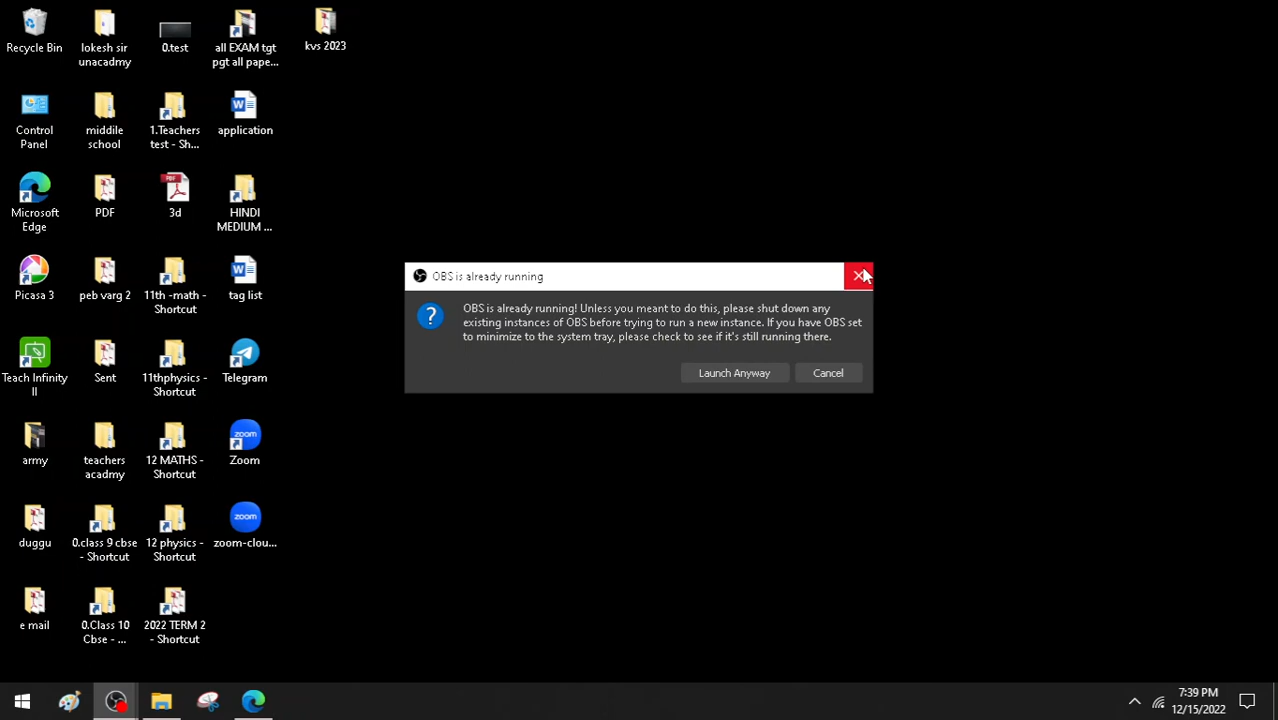 Recycle Bin
lokesh sir
unacadmy
0.test
all EXAM tgt
pgt all pape...
kvs 2023
Control
Panel
middile
school
1.Teachers
test - Sh...
application
Microsoft
Edge
PDF
3d
HINDI
MEDIUM ...
Picasa 3
peb varg 2
11th -math -
Shortcut
tag list
Teach Infinity
II
Sent
11thphysics -
Shortcut
Telegram
army
teachers
acadmy
12 MATHS -
Shortcut
zoom
Zoom
duggu
0.class 9 cbse
- Shortcut
12 physics -
Shortcut
zoom
zoom-clou...
e mail
0.Class 10
Cbse - ...
2022 TERM 2
- Shortcut
OBS is already running
OBS is already running! Unless you meant to do this, please shut down any
existing instances of OBS before trying to run a new instance. If you have OBS set
to minimize to the system tray, please check to see if it's still running there.
Launch Anyway
Cancel
7:39 PM
12/15/2022